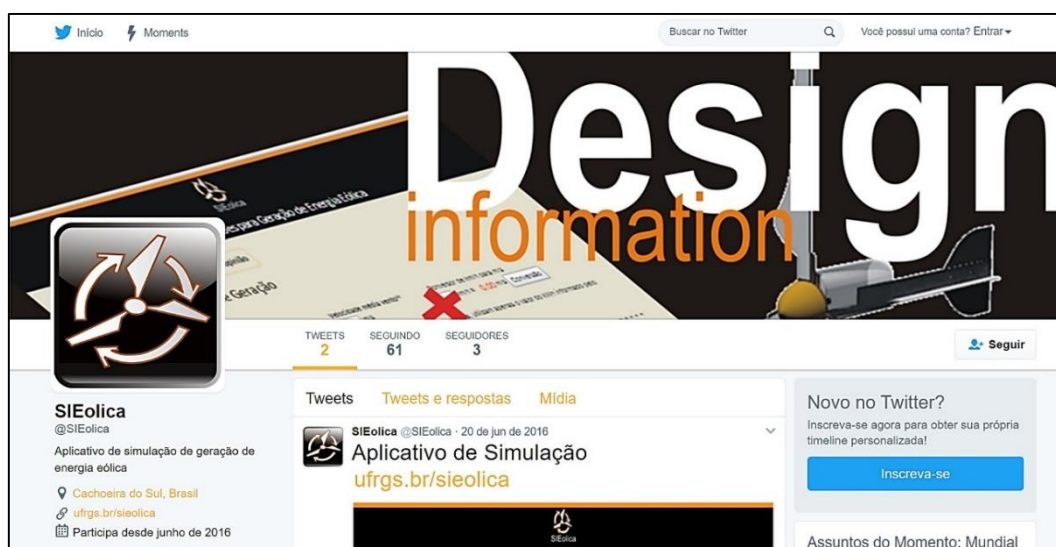 Início Moments Buscar no Twitter Você possui uma conta? Entrar
Design
information
SIEolica
para Geração de Energia Eólica
de Geração
0.00
TWEETS SEGUINDO SEGUIDORES
2 61 3
Seguir
SIEolica
@SIEolica
Aplicativo de simulação de geração de
energia eólica
Cachoeira do Sul, Brasil
ufrgs.br/sieolica
Participa desde junho de 2016
Tweets Tweets e respostas Mídia
SIEolica @SIEolica · 20 de jun de 2016
Aplicativo de Simulação
ufrgs.br/sieolica
SIEolica
Novo no Twitter?
Inscreva-se agora para obter sua própria
timeline personalizada!
Inscreva-se
Assuntos do Momento: Mundial